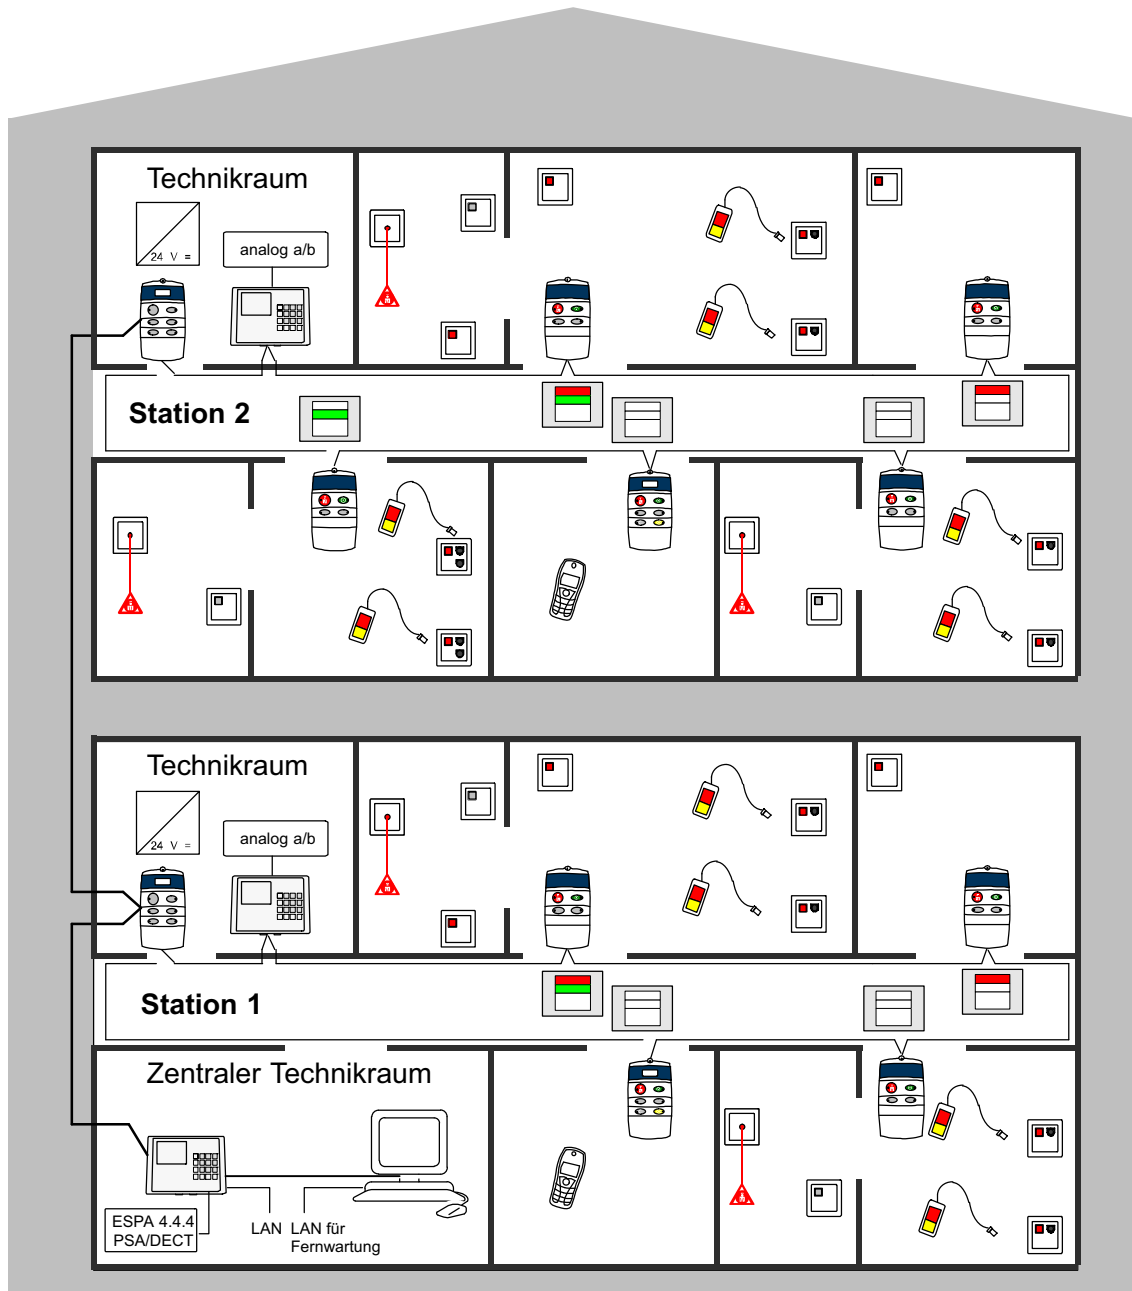 Technikraum
24 V =
analog a/b
Station 2
Technikraum
24 V =
analog a/b
Station 1
Zentraler Technikraum
ESPA 4.4.4
PSA/DECT
LAN
LAN für
Fernwartung